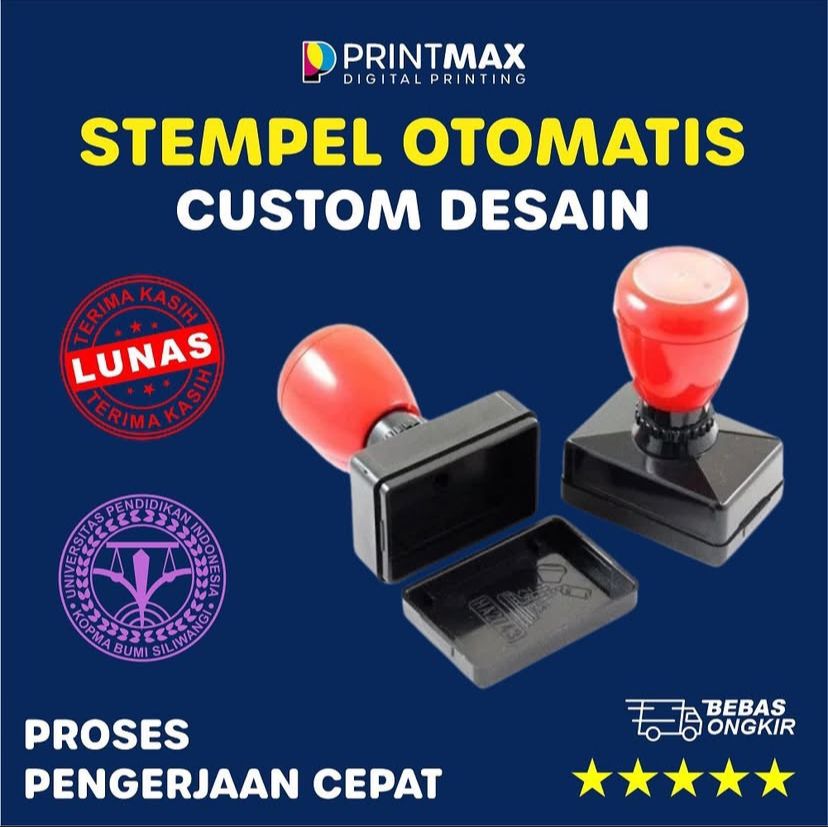 PRINTMAX
DIGITAL PRINTING
STEMPEL OTOMATIS
CUSTOM DESAIN
TERIMA KASIH
LUNAS
TERIMA KASIH
UNIVERSITAS PENDIDIKAN INDONESIA
KOPMA BUMI SILIWANGI
PROSES
PENGERJAAN CEPAT
BEBAS
ONGKIR